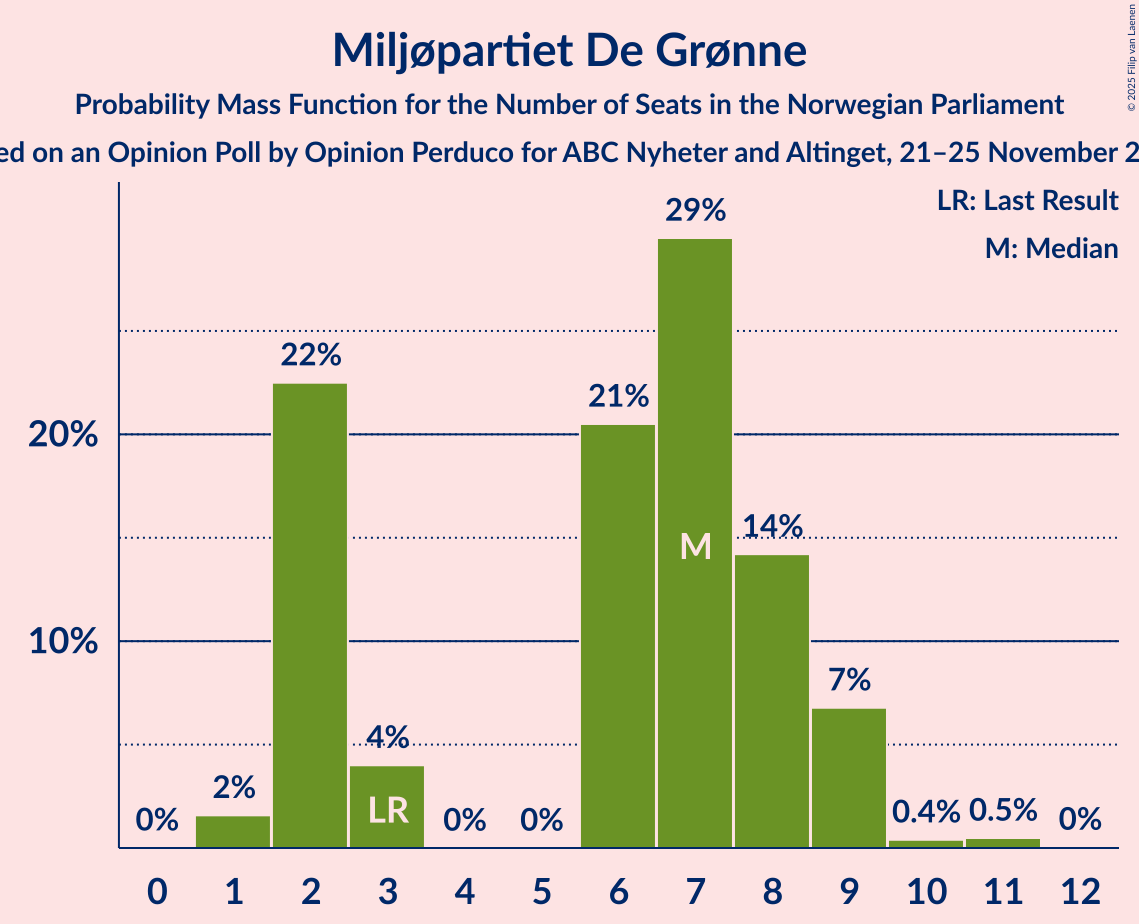 Miljøpartiet De Grønne
Probability Mass Function for the Number of Seats in the Norwegian Parliament
ed on an Opinion Poll by Opinion Perduco for ABC Nyheter and Altinget, 21–25 November 2
© 2025 Filip van Laenen
LR: Last Result
M: Median
29%
22%
21%
20%
14%
M
10%
7%
4%
2%
LR
0%
0%
0%
0.4%
0.5%
0%
0 1 2 3 4 5 6 7 8 9 10 11 12